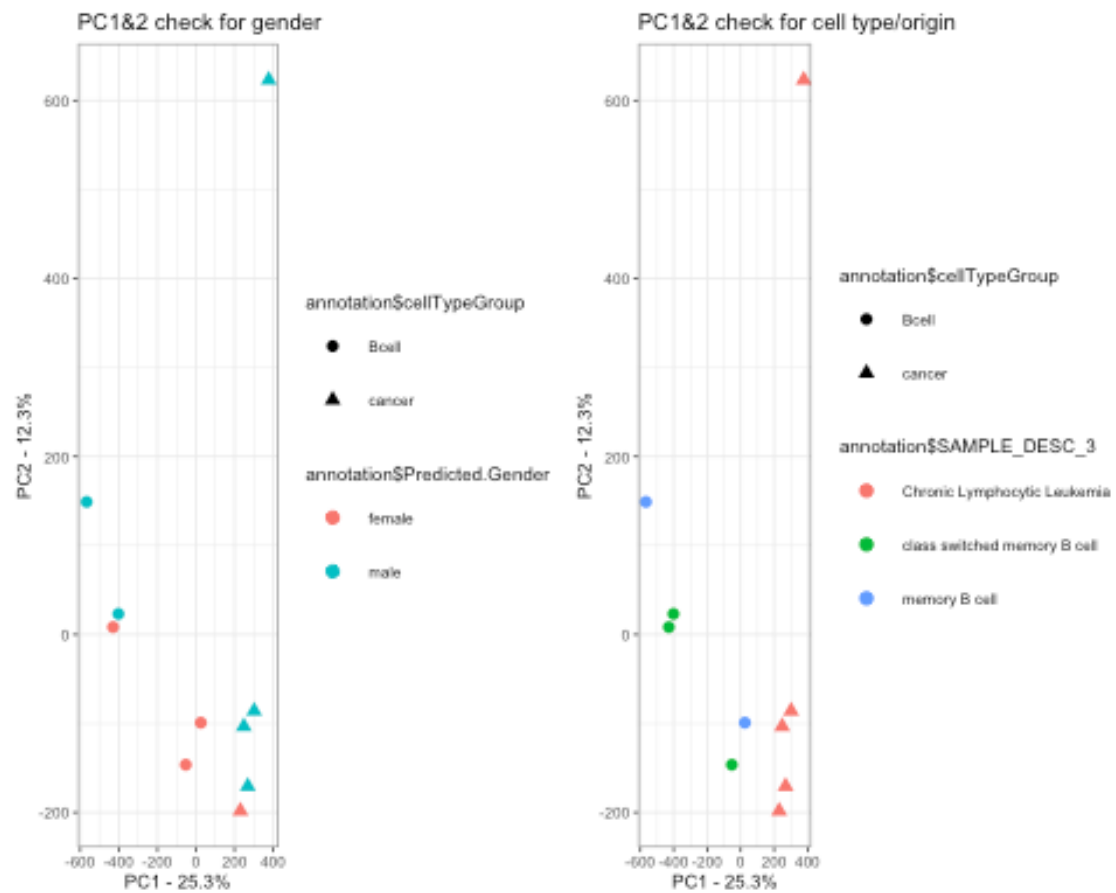 PC1&2 check for gender
600
400
200
0
-200
PC2 - 12.3%
-600 -400 -200 0 200 400
PC1 - 25.3%
annotation$cellTypeGroup
Bcell
cancer
annotation$Predicted.Gender
female
male
PC1&2 check for cell type/origin
600
400
200
0
-200
PC2 - 12.3%
-600 -400 -200 0 200 400
PC1 - 25.3%
annotation$cellTypeGroup
Bcell
cancer
annotation$SAMPLE_DESC_3
Chronic Lymphocytic Leukemia
class switched memory B cell
memory B cell